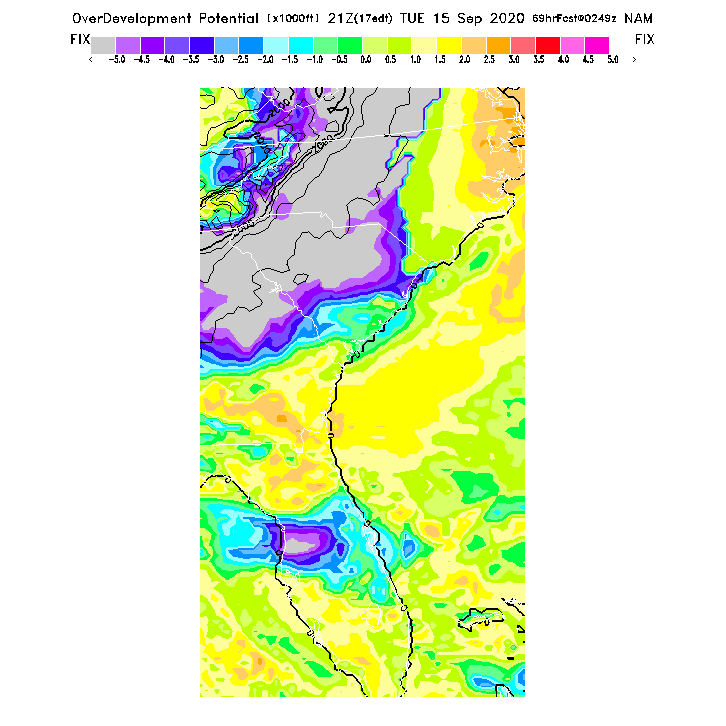 OverDevelopment Potential [x1000ft] 21Z(17edt) TUE 15 Sep 2020 69hrFcst@0249z NAM
FIX FIX
< -5.0 -4.5 -4.0 -3.5 -3.0 -2.5 -2.0 -1.5 -1.0 -0.5 0.0 0.5 1.0 1.5 2.0 2.5 3.0 3.5 4.0 4.5 5.0 >